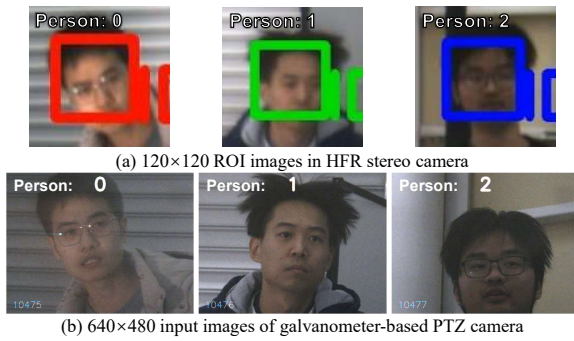 Person: 0 Person: 1 Person: 2
(a) 120×120 ROI images in HFR stereo camera
Person: 0 Person: 1 Person: 2
10475 10476 10477
(b) 640×480 input images of galvanometer-based PTZ camera